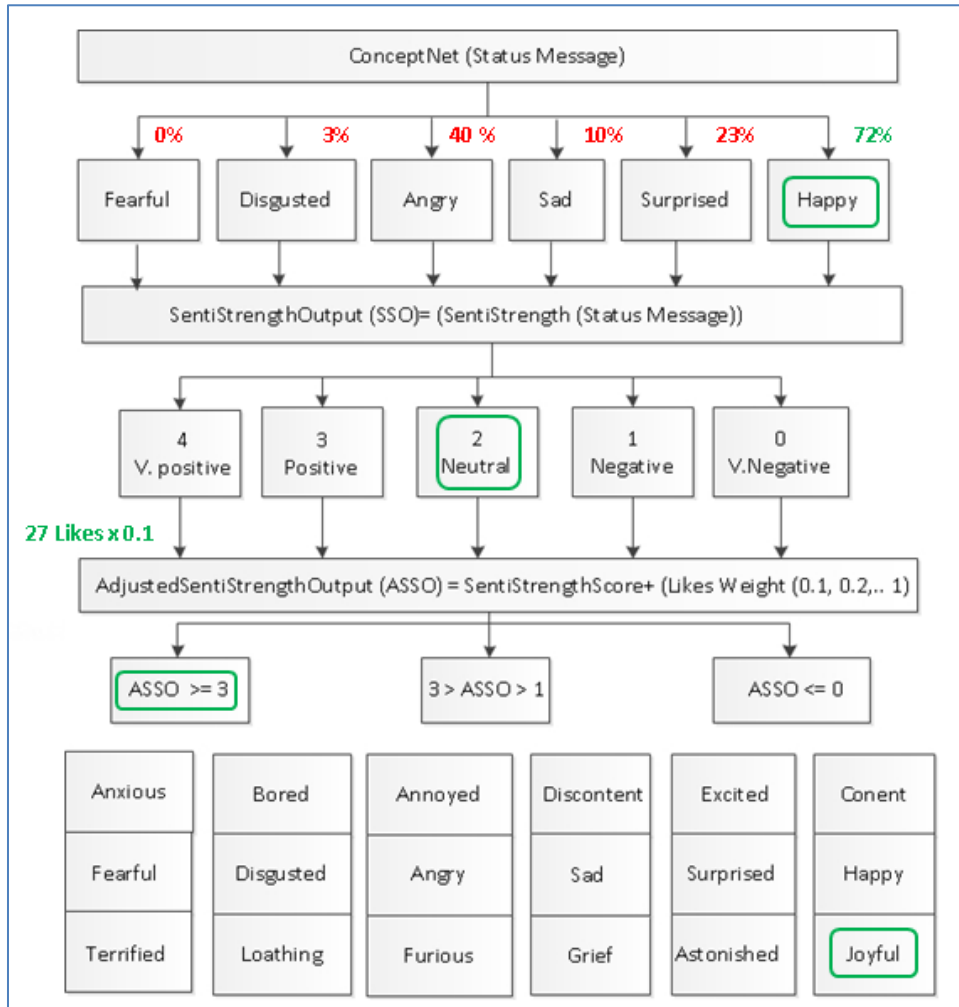 ConceptNet (Status Message)
0% 3% 40 % 10% 23% 72%
Fearful Disgusted Angry Sad Surprised Happy
SentiStrengthOutput (SSO)= (SentiStrength (Status Message))
4 3 2 1 0
V. positive Positive Neutral Negative V.Negative
27 Likes x 0.1
AdjustedSentiStrengthOutput (ASSO) = SentiStrengthScore+ (Likes Weight (0.1, 0.2,.. 1)
ASSO >= 3 3 > ASSO > 1 ASSO <= 0
Anxious Bored Annoyed Discontent Excited Conent
Fearful Disgusted Angry Sad Surprised Happy
Terrified Loathing Furious Grief Astonished Joyful